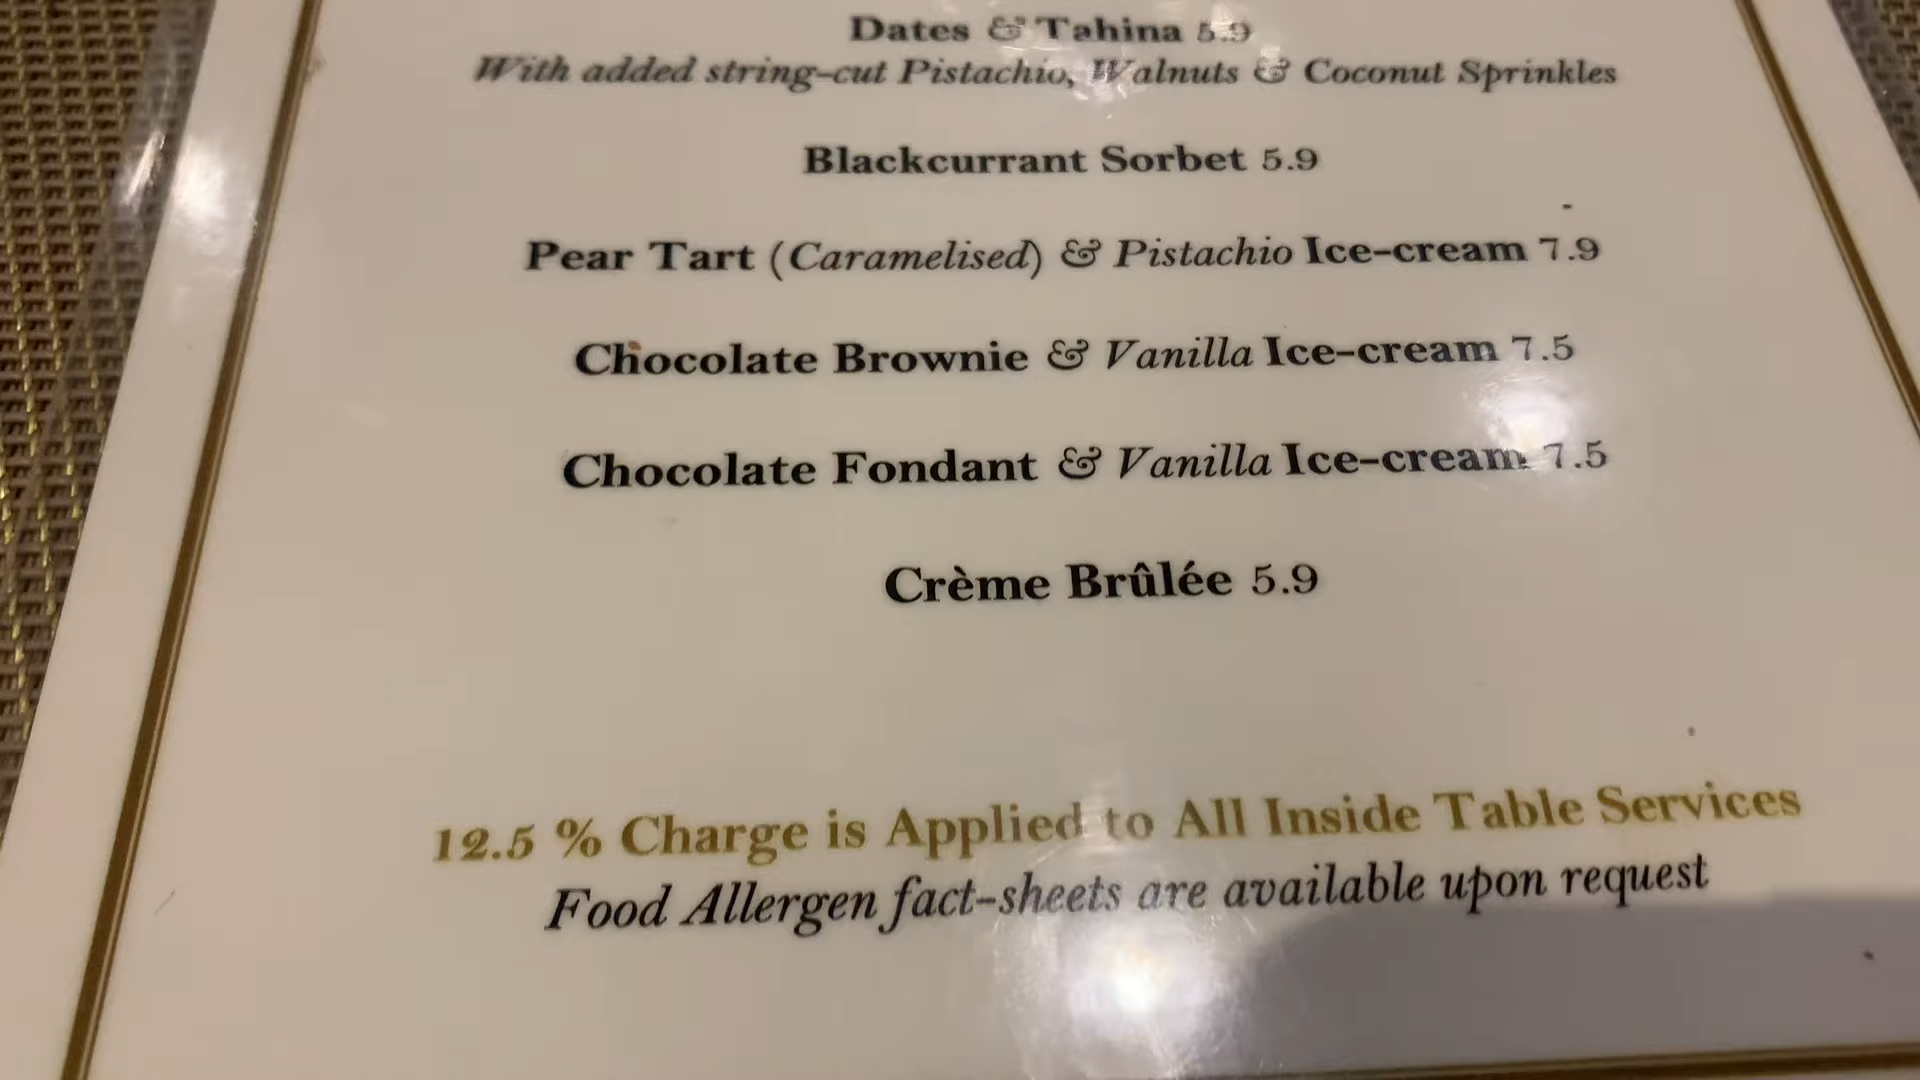 Dates & Tahina 5.9
With added string-cut Pistachio, Walnuts & Coconut Sprinkles
Blackcurrant Sorbet 5.9
Pear Tart (Caramelised) & Pistachio Ice-cream 7.9
Chocolate Brownie & Vanilla Ice-cream 7.5
Chocolate Fondant & Vanilla Ice-cream 7.5
Crème Brûlée 5.9
12.5 % Charge is Applied to All Inside Table Services
Food Allergen fact-sheets are available upon request